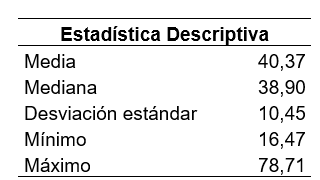 Estadística Descriptiva
Media 40,37
Mediana 38,90
Desviación estándar 10,45
Mínimo 16,47
Máximo 78,71